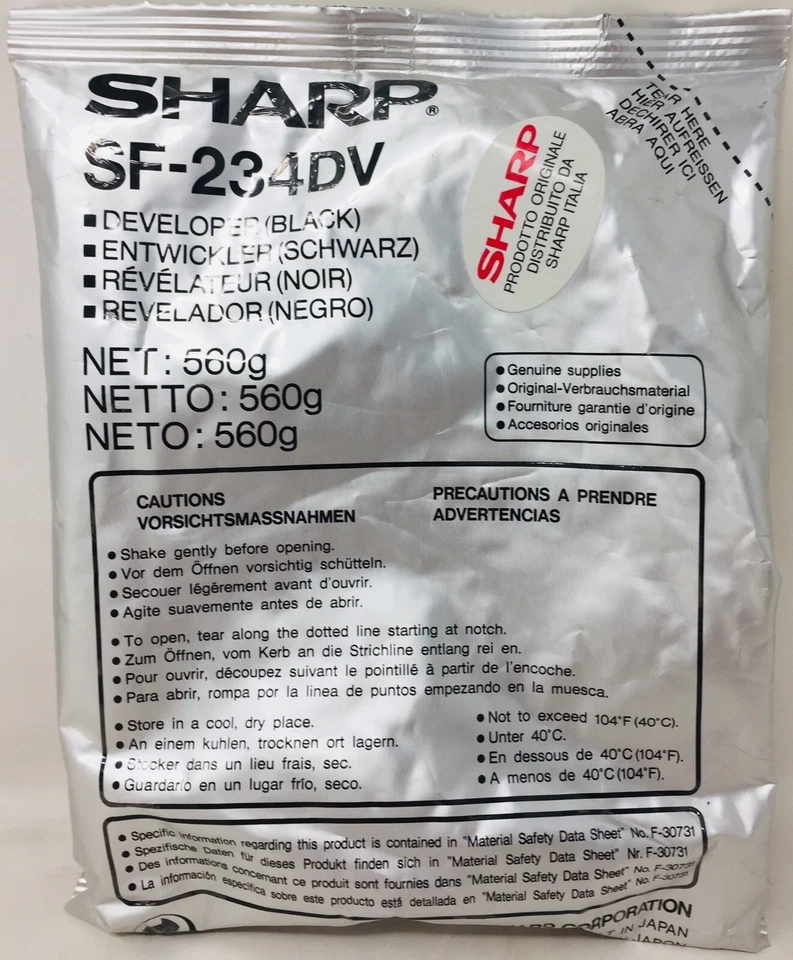 SHARP®
SF-234DV
■ DEVELOPER (BLACK)
■ ENTWICKLER (SCHWARZ)
■ RÉVÉLATEUR (NOIR)
■ REVELADOR (NEGRO)
NET: 560g
NETTO: 560g
NETO: 560g
TEAR HERE
HIER AUFREISSEN
DECHIRER ICI
ABRA AQUI
SHARP
PRODOTTO ORIGINALE
DISTRIBUITO DA
SHARP ITALIA
● Genuine supplies
● Original-Verbrauchsmaterial
● Fourniture garantie d'origine
● Accesorios originales
CAUTIONS
VORSICHTSMASSNAHMEN
PRECAUTIONS A PRENDRE
ADVERTENCIAS
● Shake gently before opening.
● Vor dem Öffnen vorsichtig schütteln.
● Secouer légérement avant d'ouvrir.
● Agite suavemente antes de abrir.
● To open, tear along the dotted line starting at notch.
● Zum Öffnen, vom Kerb an die Strichline entlang rei en.
● Pour ouvrir, découpez suivant le pointillé à partir de l'encoche.
● Para abrir, rompa por la linea de puntos empezando en la muesca.
● Store in a cool, dry place.
● An einem kuhlen, trocknen ort lagern.
● Stocker dans un lieu frais, sec.
● Guardarlo en un lugar frío, seco.
● Not to exceed 104°F (40°C).
● Unter 40°C.
● En dessous de 40°C (104°F).
● A menos de 40°C (104°F).
● Specific information regarding this product is contained in "Material Safety Data Sheet" No. F-30731
● Spezifische Daten für dieses Produkt finden sich in "Material Safety Data Sheet" Nr. F-30731
● Des informations concernant ce produit sont fournies dans "Material Safety Data Sheet" No. F-30731
● La información especifica sobre este producto está detallada en "Material Safety Data Sheet" No. F-30731
SHARP CORPORATION
IN JAPAN
JAPON